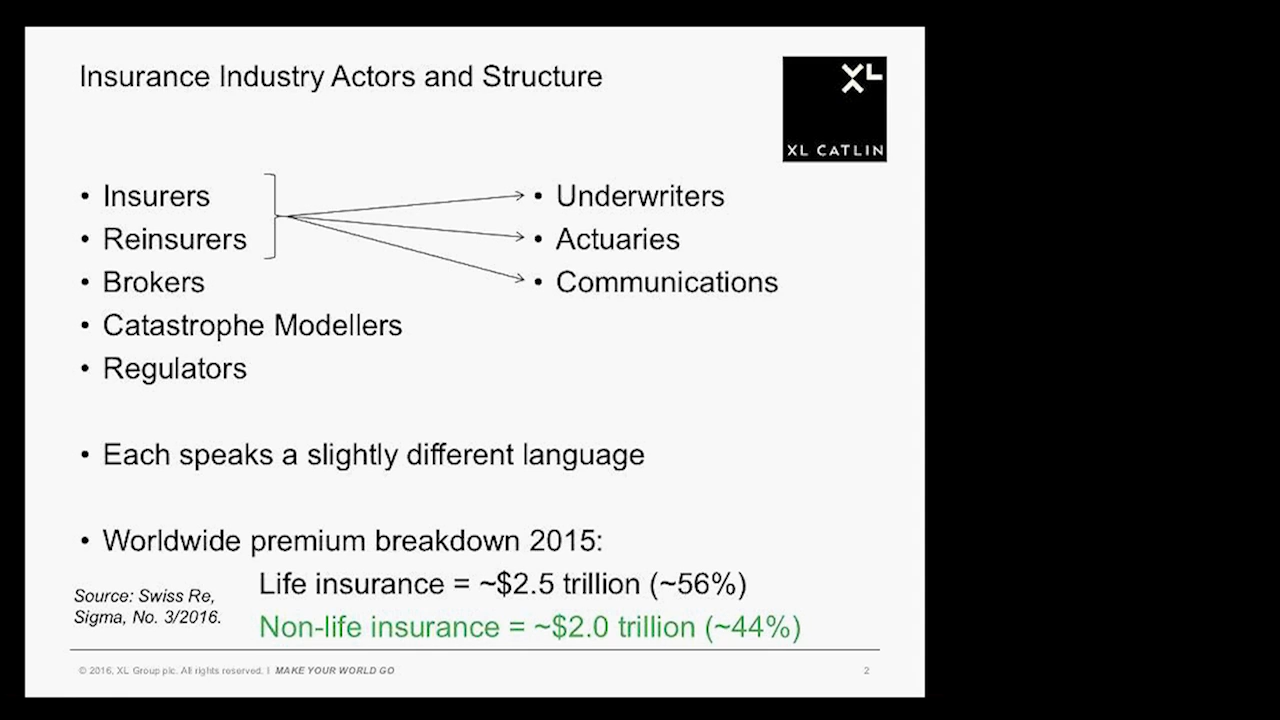 Insurance Industry Actors and Structure
XL
XL CATLIN
• Insurers
• Reinsurers
• Brokers
• Catastrophe Modellers
• Regulators
• Underwriters
• Actuaries
• Communications
• Each speaks a slightly different language
• Worldwide premium breakdown 2015:
Life insurance = ~$2.5 trillion (~56%)
Non-life insurance = ~$2.0 trillion (~44%)
Source: Swiss Re,
Sigma, No. 3/2016.
© 2016, XL Group plc. All rights reserved. I MAKE YOUR WORLD GO
2